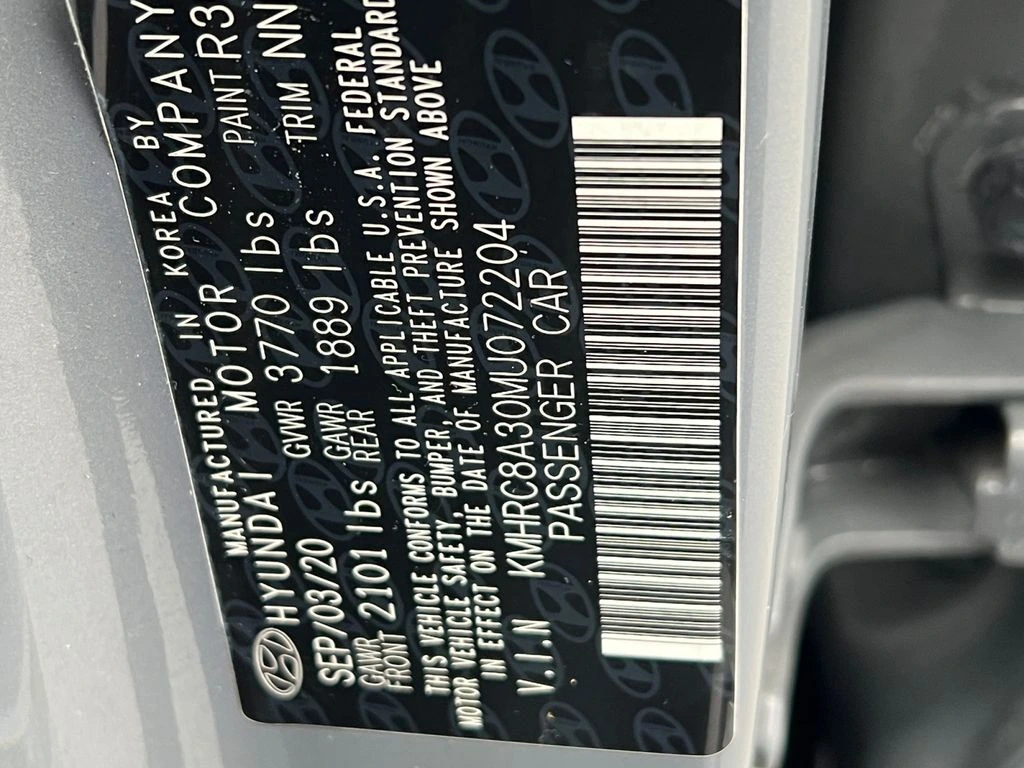 MANUFACTURED IN KOREA BY
HYUNDAI MOTOR COMPANY
SEP/03/20 GVWR 3770 lbs PAINT R3
GAWR FRONT 2101 lbs GAWR REAR 1889 lbs TRIM NN
THIS VEHICLE CONFORMS TO ALL APPLICABLE U.S.A. FEDERAL
MOTOR VEHICLE SAFETY, BUMPER, AND THEFT PREVENTION STANDARD
IN EFFECT ON THE DATE OF MANUFACTURE SHOWN ABOVE
V.I.N KMHRC8A30MU072204
PASSENGER CAR